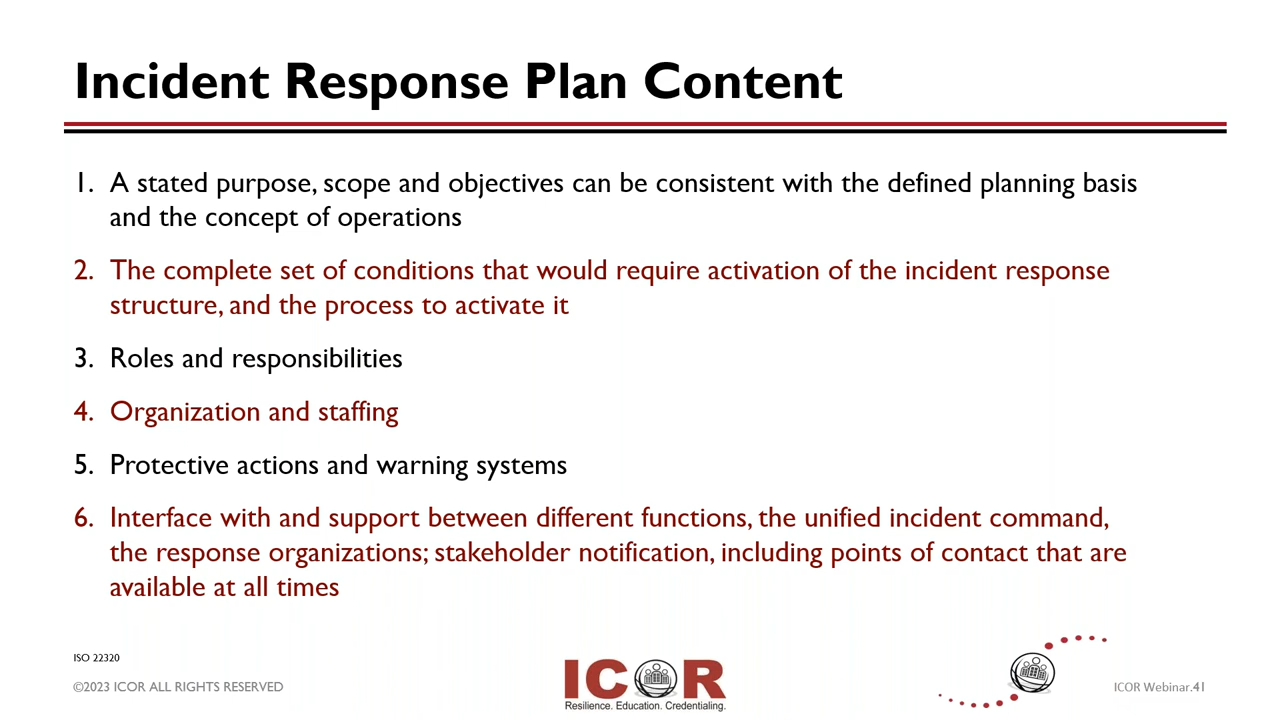 Incident Response Plan Content
1. A stated purpose, scope and objectives can be consistent with the defined planning basis
and the concept of operations
2. The complete set of conditions that would require activation of the incident response
structure, and the process to activate it
3. Roles and responsibilities
4. Organization and staffing
5. Protective actions and warning systems
6. Interface with and support between different functions, the unified incident command,
the response organizations; stakeholder notification, including points of contact that are
available at all times
ISO 22320
©2023 ICOR ALL RIGHTS RESERVED
ICOR
Resilience. Education. Credentialing.
ICOR Webinar.41